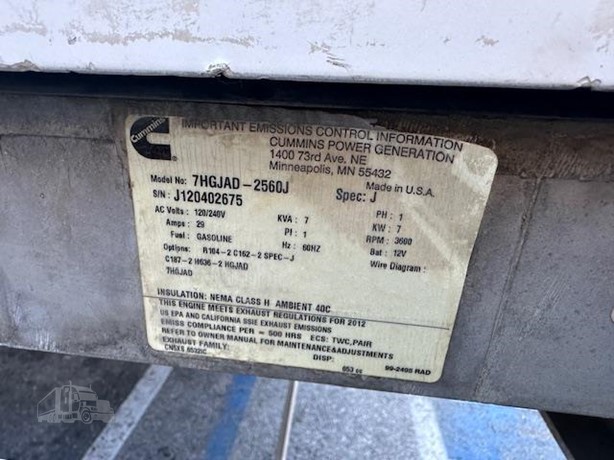 Cummins
IMPORTANT EMISSIONS CONTROL INFORMATION
CUMMINS POWER GENERATION
1400 73rd Ave. NE
Minneapolis, MN 55432
Model No: 7HGJAD-2560J Made in U.S.A.
S/N : J120402675 Spec: J
AC Volts : 120/240V KVA : 7 PH : 1
Amps : 29 PI : 1 KW : 7
Fuel : GASOLINE Hz : 60HZ RPM : 3600
Options: R104-2 C162-2 SPEC-J Bat : 12V
C187-2 H636-2 HGJAD Wire Diagram :
7HGJAD
INSULATION: NEMA CLASS H AMBIENT 40C
THIS ENGINE MEETS EXHAUST REGULATIONS FOR 2012
US EPA AND CALIFORNIA SSIE EXHAUST EMISSIONS
EMISS COMPLIANCE PER = 500 HRS ECS: TWC,PAIR
REFER TO OWNER MANUAL FOR MAINTENANCE&ADJUSTMENTS
EXHAUST FAMILY: DISP:
653 cc
99-2495 RAD